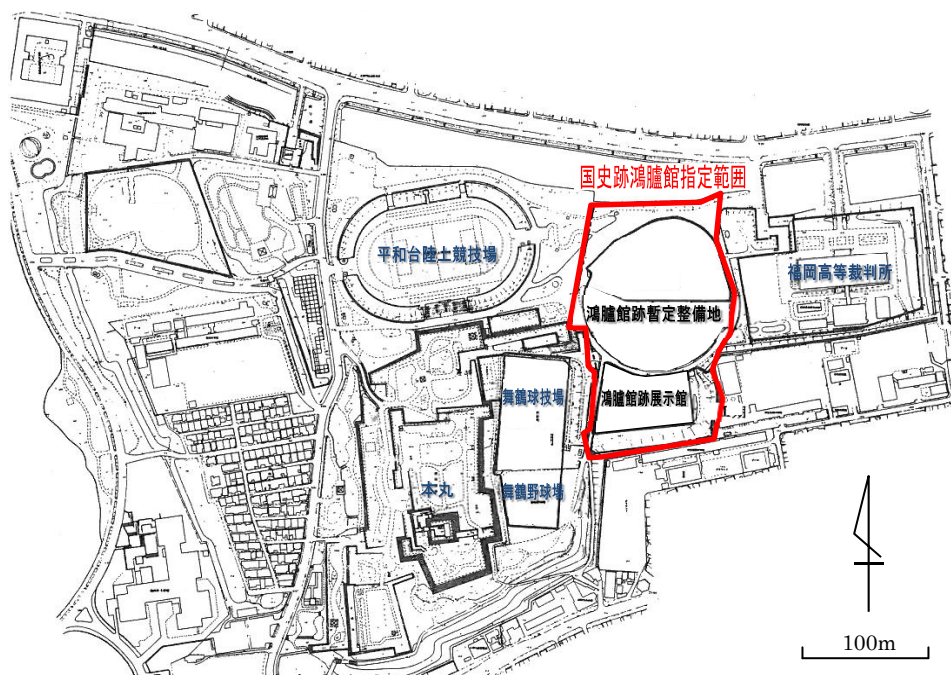 国史跡鴻臚館指定範囲
平和台陸上競技場
福岡高等裁判所
鴻臚館跡暫定整備地
舞鶴球技場
鴻臚館跡展示館
本丸
舞鶴野球場
100m